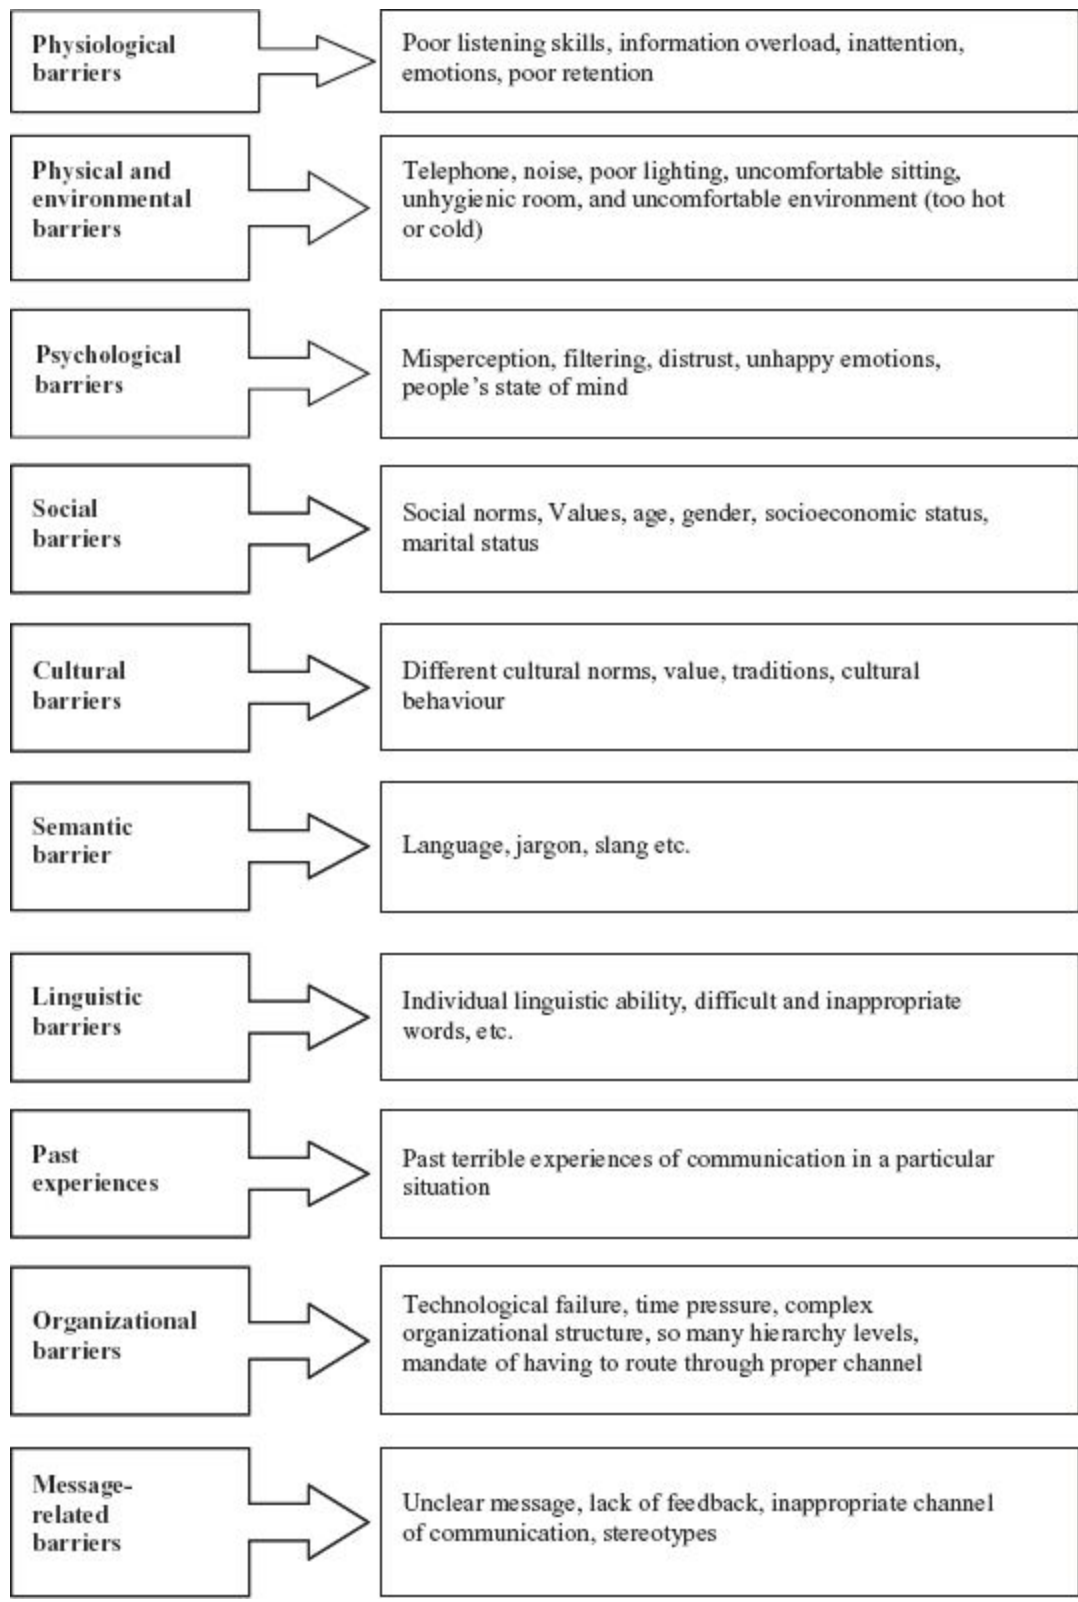 Physiological
barriers
Poor listening skills, information overload, inattention,
emotions, poor retention
Physical and
environmental
barriers
Telephone, noise, poor lighting, uncomfortable sitting,
unhygienic room, and uncomfortable environment (too hot
or cold)
Psychological
barriers
Misperception, filtering, distrust, unhappy emotions,
people’s state of mind
Social
barriers
Social norms, Values, age, gender, socioeconomic status,
marital status
Cultural
barriers
Different cultural norms, value, traditions, cultural
behaviour
Semantic
barrier
Language, jargon, slang etc.
Linguistic
barriers
Individual linguistic ability, difficult and inappropriate
words, etc.
Past
experiences
Past terrible experiences of communication in a particular
situation
Organizational
barriers
Technological failure, time pressure, complex
organizational structure, so many hierarchy levels,
mandate of having to route through proper channel
Message-
related
barriers
Unclear message, lack of feedback, inappropriate channel
of communication, stereotypes